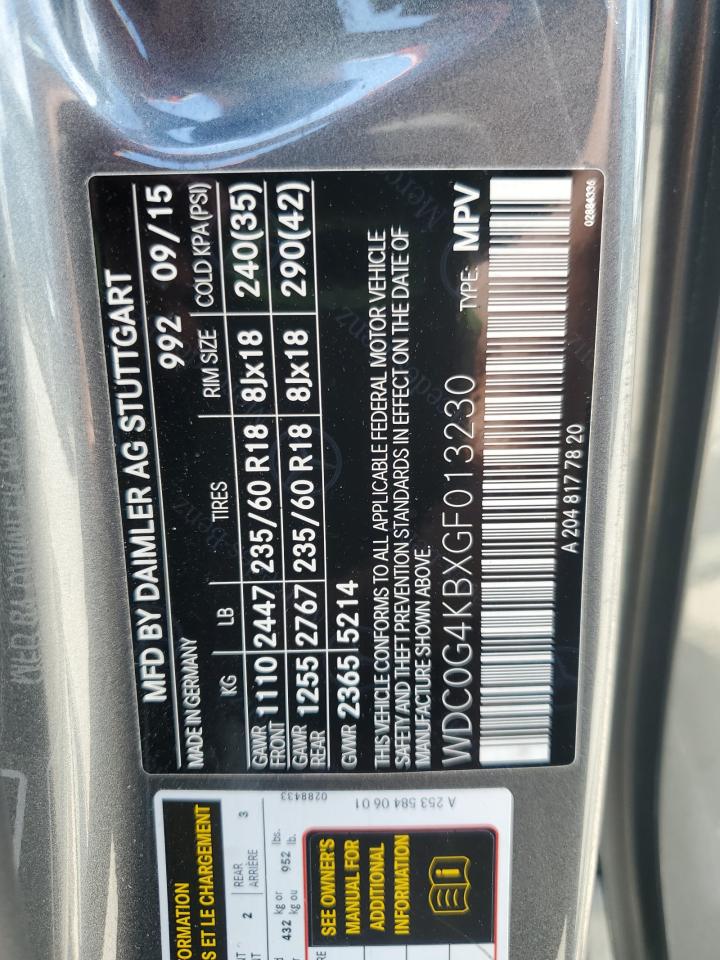 MFD BY DAIMLER AG STUTTGART
992 09/15
MADE IN GERMANY
KG LB TIRES RIM SIZE COLD KPA(PSI)
GAWR FRONT 1110 2447 235/60 R18 8Jx18 240(35)
GAWR REAR 1255 2767 235/60 R18 8Jx18 290(42)
GVWR 2365 5214
THIS VEHICLE CONFORMS TO ALL APPLICABLE FEDERAL MOTOR VEHICLE
SAFETY AND THEFT PREVENTION STANDARDS IN EFFECT ON THE DATE OF
MANUFACTURE SHOWN ABOVE.
WDC0G4KBXGF013230 TYPE: MPV
A 204 817 78 20
02884336
ORMATION
S ET LE CHARGEMENT
2 REAR ARRIÈRE 3
432 kg or kg ou 952 lbs. lb.
0288433
A 253 584 06 01
SEE OWNER'S
MANUAL FOR
ADDITIONAL
INFORMATION